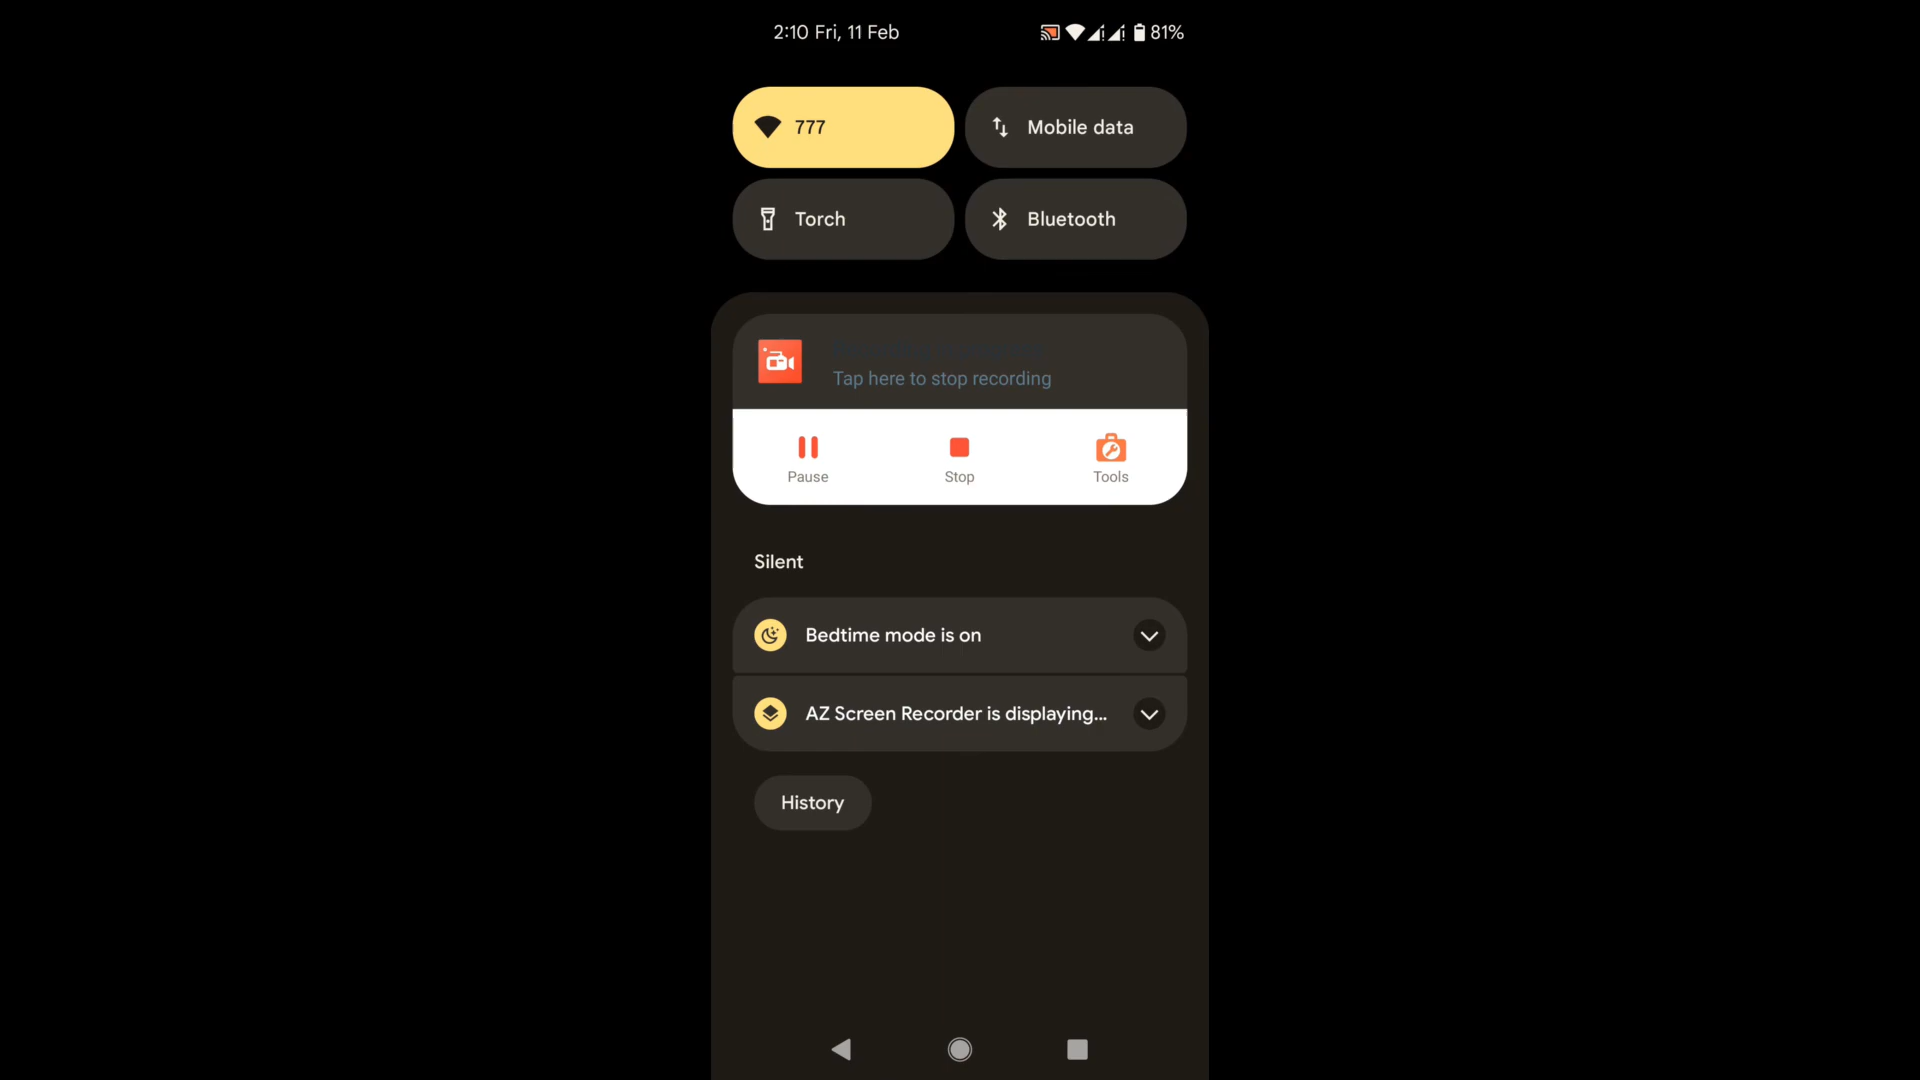 2:10 Fri, 11 Feb 81%
777 Mobile data
Torch Bluetooth
Tap here to stop recording
Pause Stop Tools
Silent
Bedtime mode is on
AZ Screen Recorder is displaying...
History